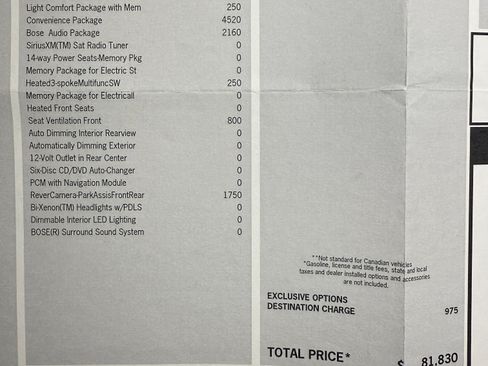 Light Comfort Package with Mem 250
Convenience Package 4520
Bose Audio Package 2160
SiriusXM(TM) Sat Radio Tuner 0
14-way Power Seats-Memory Pkg 0
Memory Package for Electric St 0
Heated3-spokeMultifuncSW 250
Memory Package for Electricall 0
Heated Front Seats 0
Seat Ventilation Front 800
Auto Dimming Interior Rearview 0
Automatically Dimming Exterior 0
12-Volt Outlet in Rear Center 0
Six-Disc CD/DVD Auto-Changer 0
PCM with Navigation Module 0
ReverCamera-ParkAssisFrontRear 1750
Bi-Xenon(TM) Headlights w/PDLS 0
Dimmable Interior LED Lighting 0
BOSE(R) Surround Sound System 0
**Not standard for Canadian vehicles
*Gasoline, license and title fees, state and local
taxes and dealer installed options and accessories
are not included.
EXCLUSIVE OPTIONS
DESTINATION CHARGE 975
TOTAL PRICE* $ 81,830